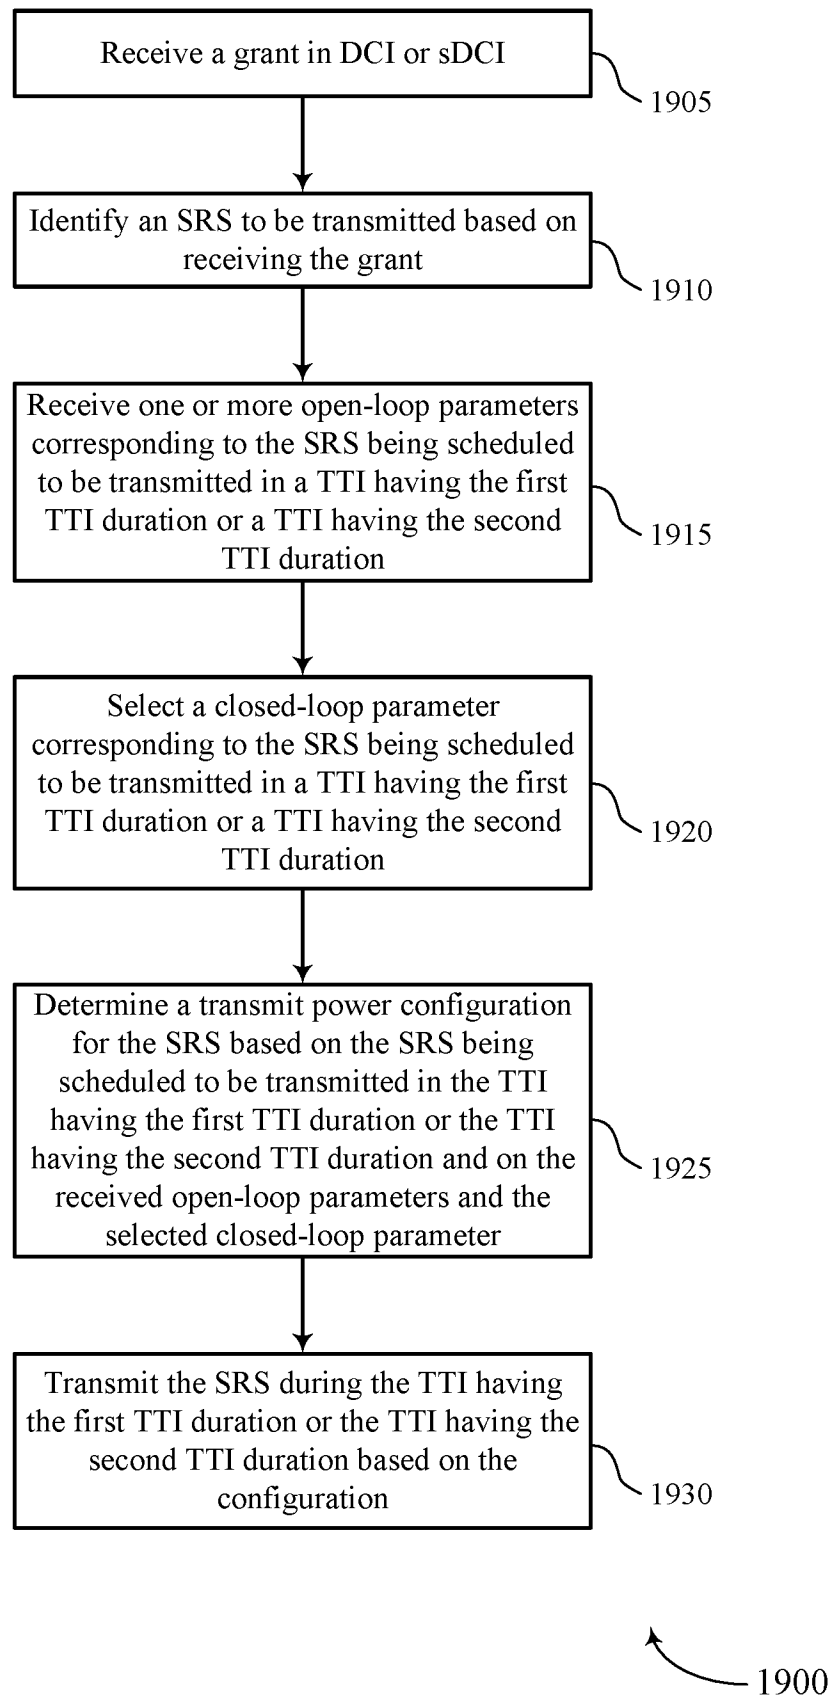 Receive a grant in DCI or sDCI
1905
Identify an SRS to be transmitted based on
receiving the grant
1910
Receive one or more open-loop parameters
corresponding to the SRS being scheduled
to be transmitted in a TTI having the first
TTI duration or a TTI having the second
TTI duration
1915
Select a closed-loop parameter
corresponding to the SRS being scheduled
to be transmitted in a TTI having the first
TTI duration or a TTI having the second
TTI duration
1920
Determine a transmit power configuration
for the SRS based on the SRS being
scheduled to be transmitted in the TTI
having the first TTI duration or the TTI
having the second TTI duration and on the
received open-loop parameters and the
selected closed-loop parameter
1925
Transmit the SRS during the TTI having
the first TTI duration or the TTI having the
second TTI duration based on the
configuration
1930
1900